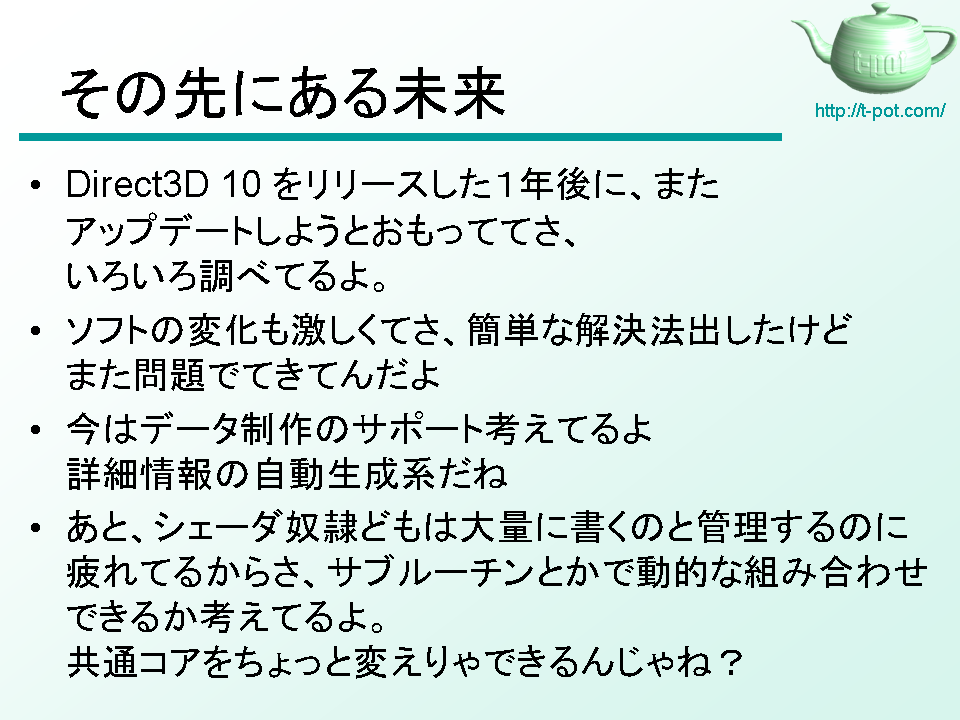 その先にある未来
t-pot
http://t-pot.com/
• Direct3D 10 をリリースした１年後に、また
アップデートしようとおもっててさ、
いろいろ調べてるよ。
• ソフトの変化も激しくてさ、簡単な解決法出したけど
また問題でてきてんだよ
• 今はデータ制作のサポート考えてるよ
詳細情報の自動生成系だね
• あと、シェーダ奴隷どもは大量に書くのと管理するのに
疲れてるからさ、サブルーチンとかで動的な組み合わせ
できるか考えてるよ。
共通コアをちょっと変えりゃできるんじゃね？